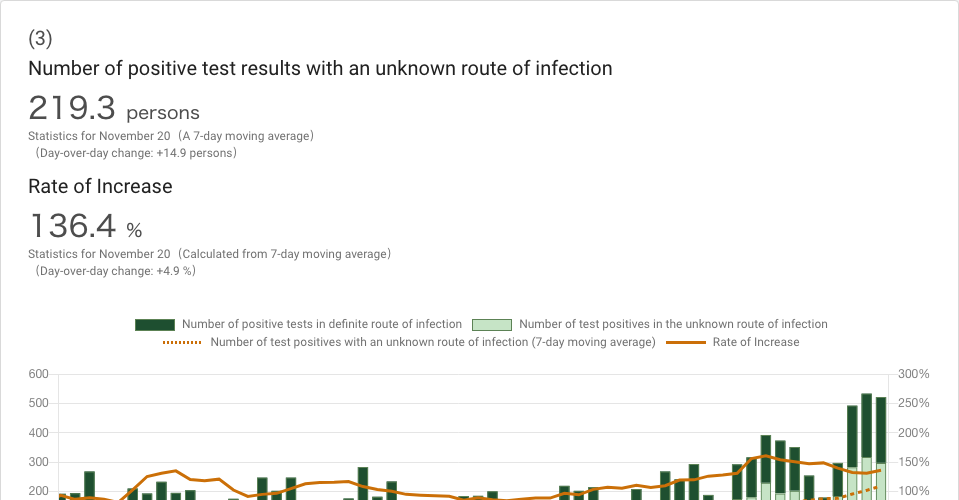 (3)
Number of positive test results with an unknown route of infection
219.3 persons
Statistics for November 20（A 7-day moving average）
（Day-over-day change: +14.9 persons）
Rate of Increase
136.4 %
Statistics for November 20（Calculated from 7-day moving average）
（Day-over-day change: +4.9 %）
Number of positive tests in definite route of infection Number of test positives in the unknown route of infection
Number of test positives with an unknown route of infection (7-day moving average) Rate of Increase
600 300%
500 250%
400 200%
300 150%
200 100%